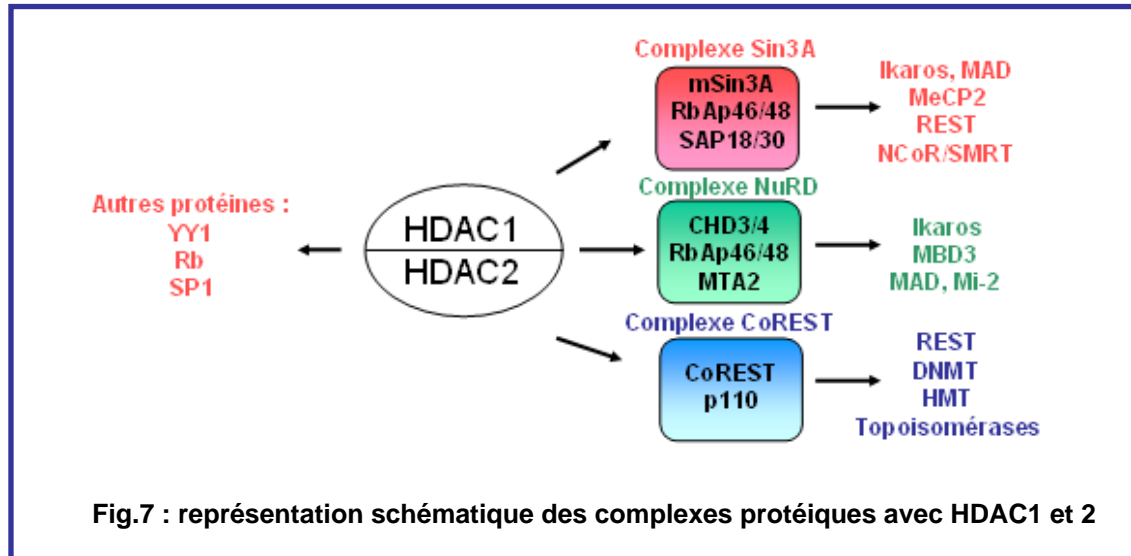 Complexe Sin3A
mSin3A
RbAp46/48
SAP18/30
Ikaros, MAD
MeCP2
REST
NCoR/SMRT
Autres protéines :
YY1
Rb
SP1
HDAC1
HDAC2
Complexe NuRD
CHD3/4
RbAp46/48
MTA2
Ikaros
MBD3
MAD, Mi-2
Complexe CoREST
CoREST
p110
REST
DNMT
HMT
Topoisomérases
Fig.7 : représentation schématique des complexes protéiques avec HDAC1 et 2